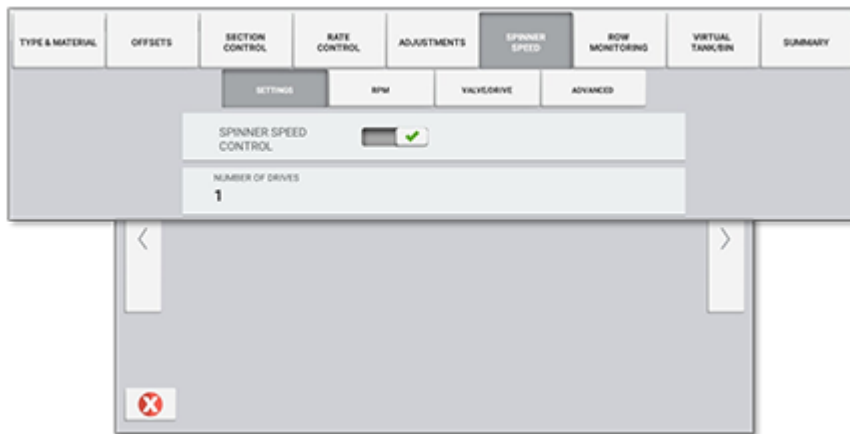 TYPE & MATERIAL
OFFSETS
SECTION
CONTROL
RATE
CONTROL
ADJUSTMENTS
SPINNER
SPEED
ROW
MONITORING
VIRTUAL
TANK/BIN
SUMMARY
SETTINGS
RPM
VALVE/DRIVE
ADVANCED
SPINNER SPEED
CONTROL
NUMBER OF DRIVES
1